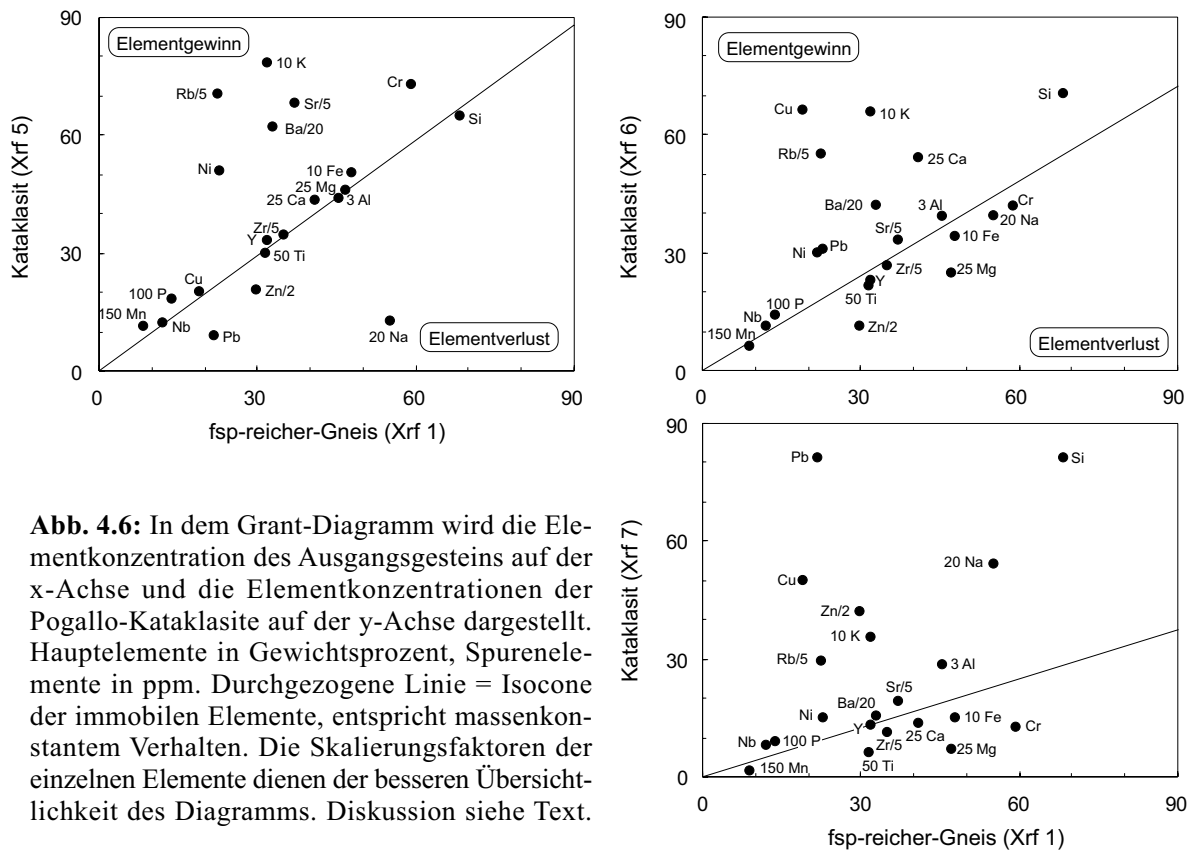 90
Elementgewinn
10 K
Rb/5
Sr/5
Cr
Ba/20
Si
60
Ni
10 Fe
25 Mg
25 Ca
3 Al
Zr/5
Y
50 Ti
30
Cu
100 P
Zn/2
150 Mn
Nb
Pb
20 Na
Elementverlust
0
0
30
60
90
Kataklasit (Xrf 5)
fsp-reicher-Gneis (Xrf 1)
90
Elementgewinn
Si
Cu
10 K
60
Rb/5
25 Ca
Ba/20
3 Al
Cr
20 Na
Sr/5
10 Fe
Ni
Pb
30
Zr/5
25 Mg
Y
50 Ti
100 P
Nb
Zn/2
150 Mn
Elementverlust
0
0
30
60
90
Kataklasit (Xrf 6)
90
Pb
Si
60
20 Na
Cu
Zn/2
10 K
30
Rb/5
3 Al
Sr/5
Ba/20
Ni
10 Fe
Y
Cr
25 Ca
Nb
100 P
Zr/5
25 Mg
50 Ti
150 Mn
0
0
30
60
90
Kataklasit (Xrf 7)
fsp-reicher-Gneis (Xrf 1)
Abb. 4.6: In dem Grant-Diagramm wird die Ele-
mentkonzentration des Ausgangsgesteins auf der
x-Achse und die Elementkonzentrationen der
Pogallo-Kataklasite auf der y-Achse dargestellt.
Hauptelemente in Gewichtsprozent, Spurenele-
mente in ppm. Durchgezogene Linie = Isocone
der immobilen Elemente, entspricht massenkon-
stantem Verhalten. Die Skalierungsfaktoren der
einzelnen Elemente dienen der besseren Übersicht-
lichkeit des Diagramms. Diskussion siehe Text.